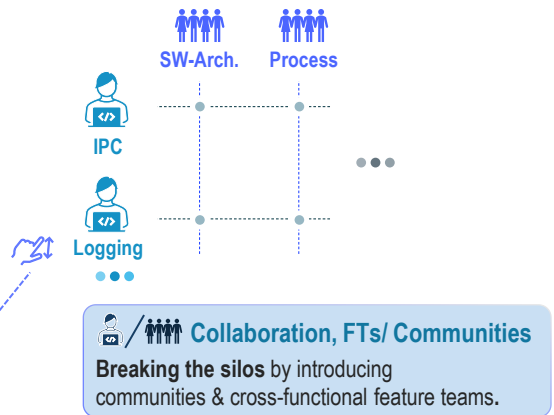 SW-Arch. Process
</>
IPC
</>
Logging
</> / Collaboration, FTs/ Communities
Breaking the silos by introducing
communities & cross-functional feature teams.